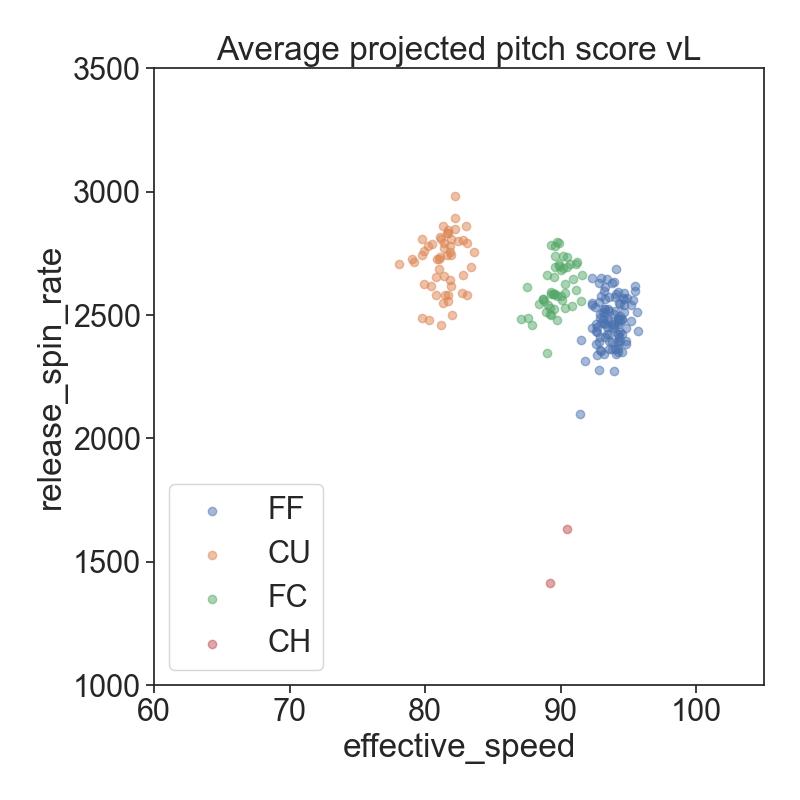 Average projected pitch score vL
3500
3000
2500
2000
1500
1000
release_spin_rate
FF
CU
FC
CH
60 70 80 90 100
effective_speed